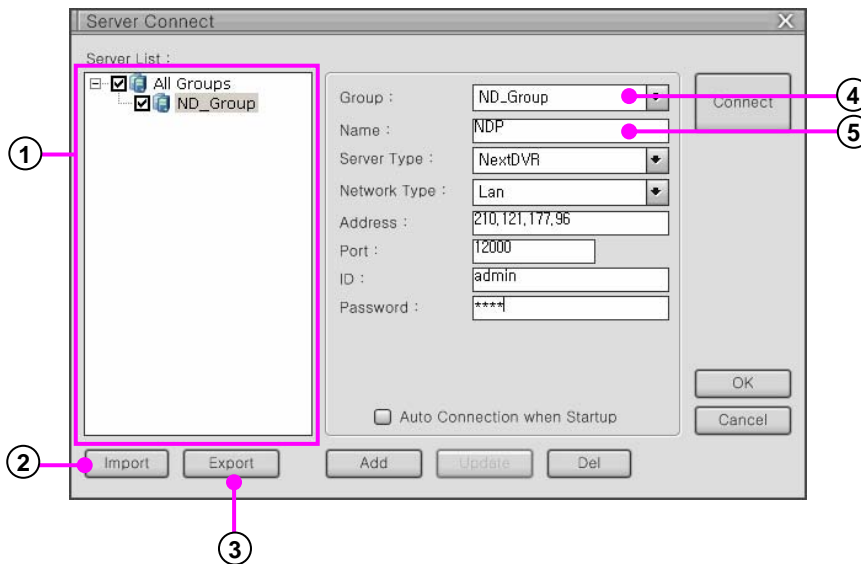 Server Connect
Server List :
All Groups
ND_Group
Group : ND_Group
Name : NDP
Server Type : NextDVR
Network Type : Lan
Address : 210,121,177,96
Port : 12000
ID : admin
Password : ****
Auto Connection when Startup
Connect
OK
Cancel
Import Export Add Update Del
1
2
3
4
5